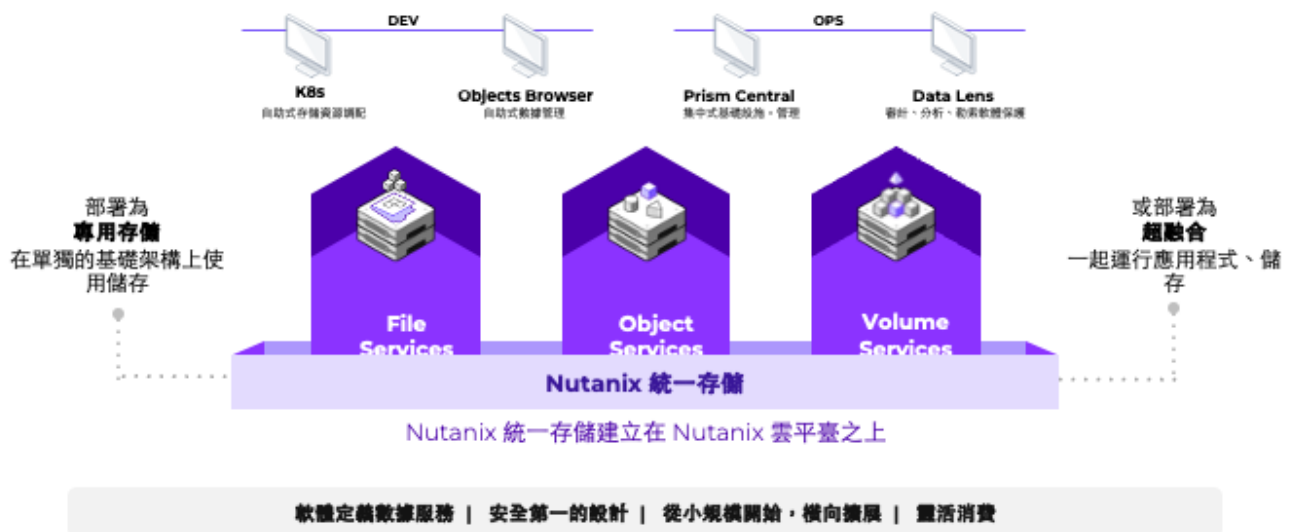 DEV
OPS
K8s
自助式存儲資源調配
Objects Browser
自助式數據管理
Prism Central
集中式基礎設施。管理
Data Lens
審計、分析、勒索軟體保護
部署為
專用存儲
在單獨的基礎架構上使
用儲存
或部署為
超融合
一起運行應用程式、儲
存
File
Services
Object
Services
Volume
Services
Nutanix 統一存儲
Nutanix 統一存儲建立在 Nutanix 雲平臺之上
軟體定義數據服務 | 安全第一的設計 | 從小規模開始，橫向擴展 | 靈活消費